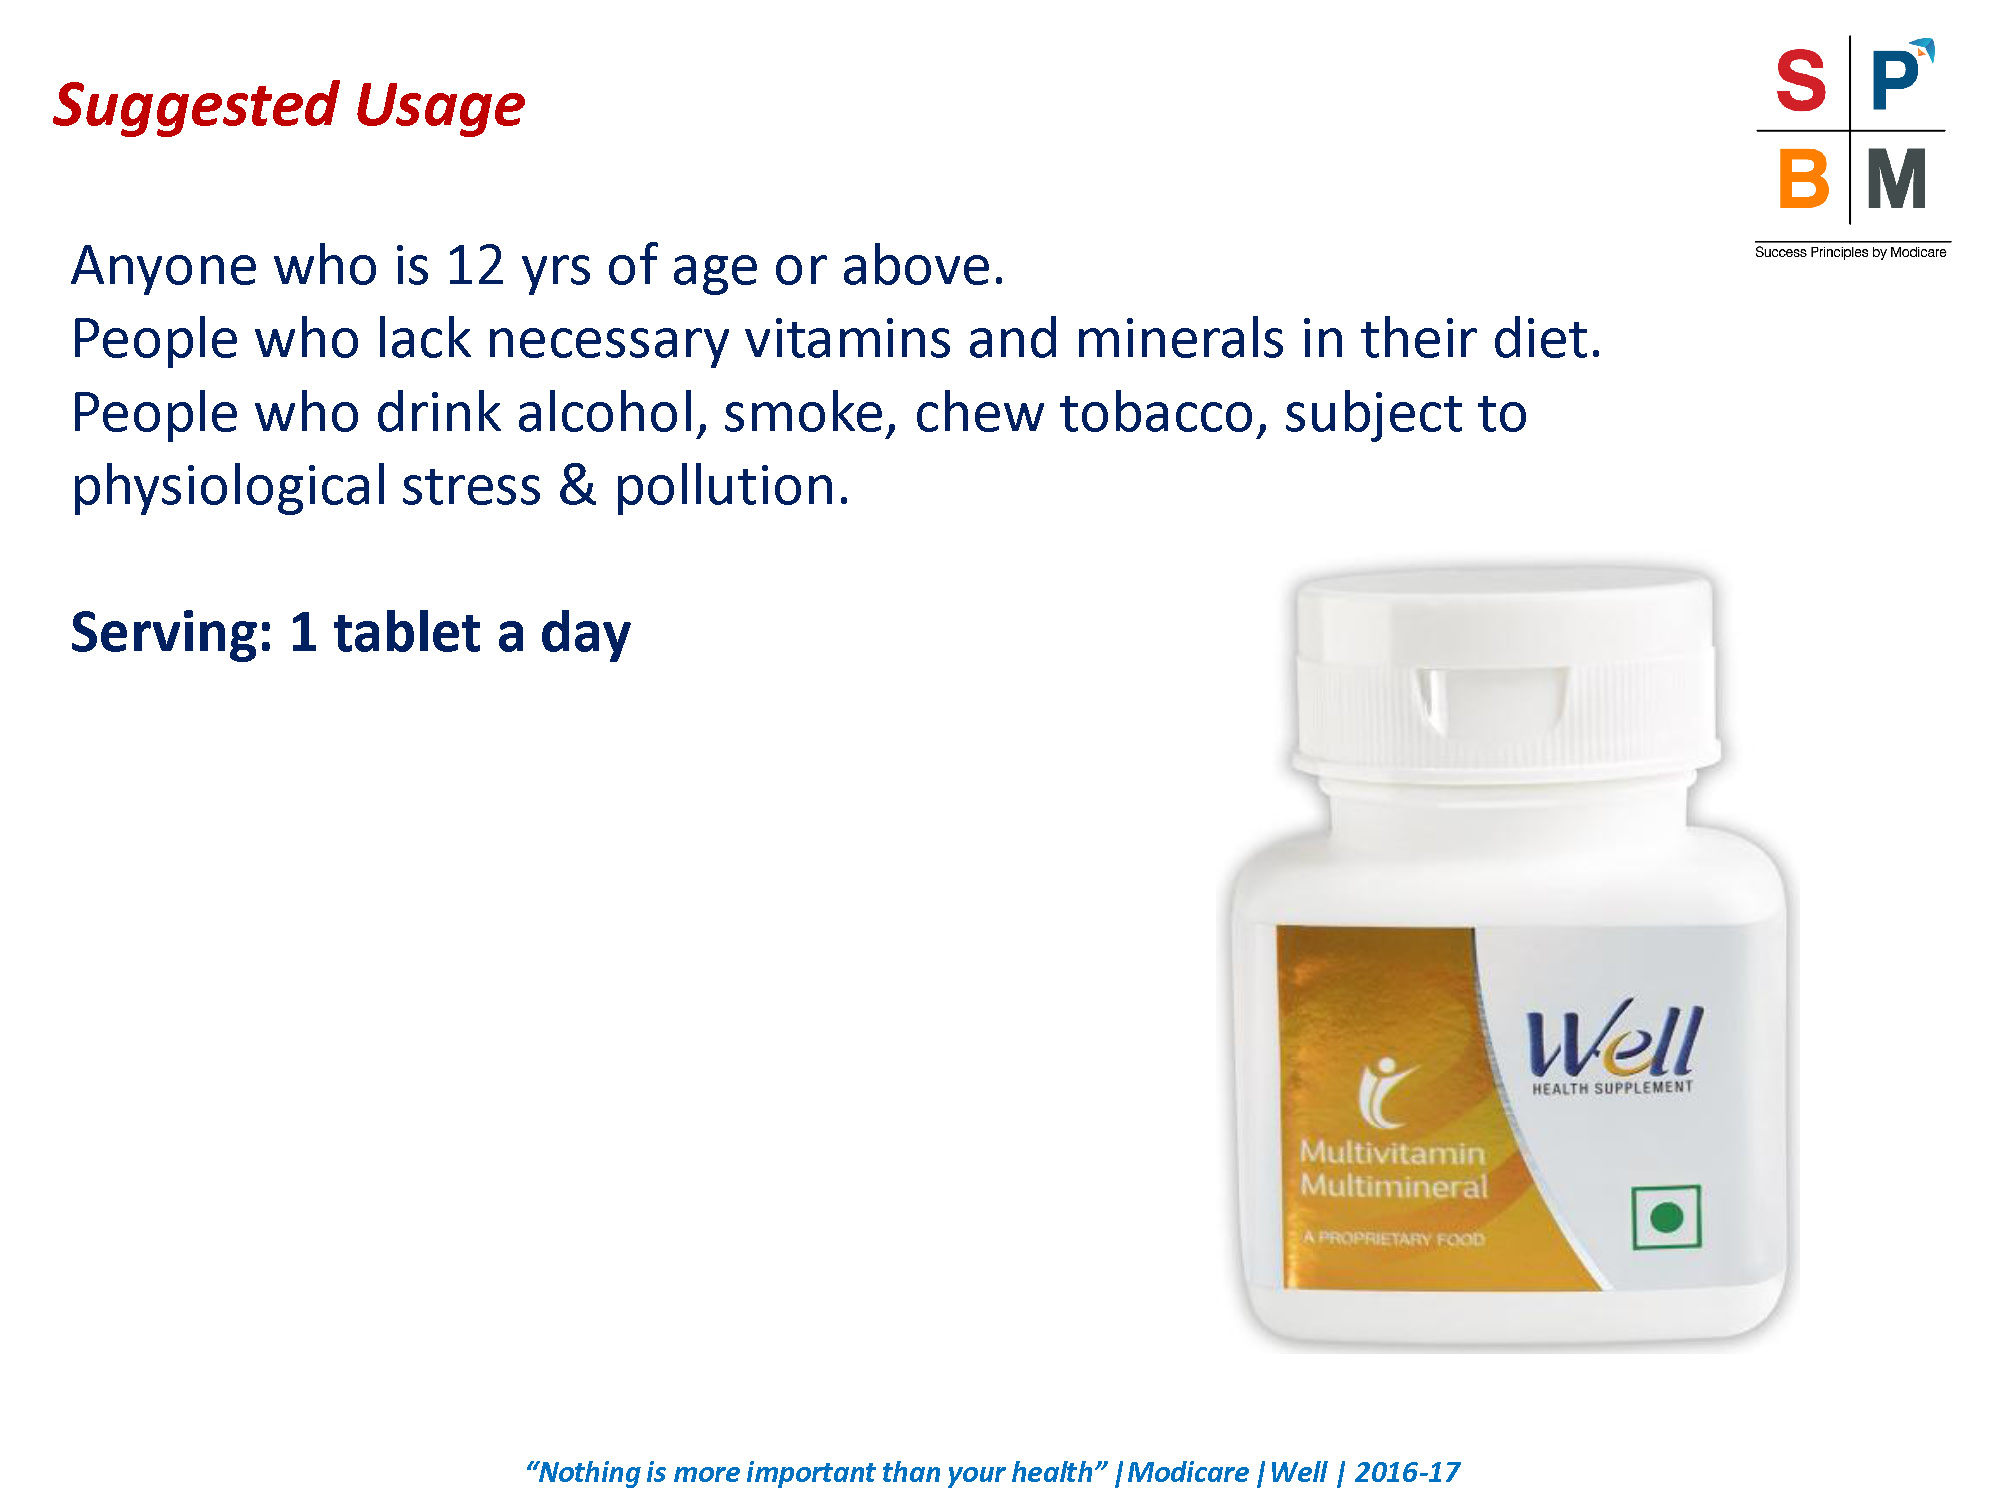 Suggested Usage
S P
B M
Success Principles by Modicare
Anyone who is 12 yrs of age or above.
People who lack necessary vitamins and minerals in their diet.
People who drink alcohol, smoke, chew tobacco, subject to
physiological stress & pollution.
Serving: 1 tablet a day
Well
HEALTH SUPPLEMENT
Multivitamin
Multimineral
A PROPRIETARY FOOD
“Nothing is more important than your health” |Modicare |Well | 2016-17